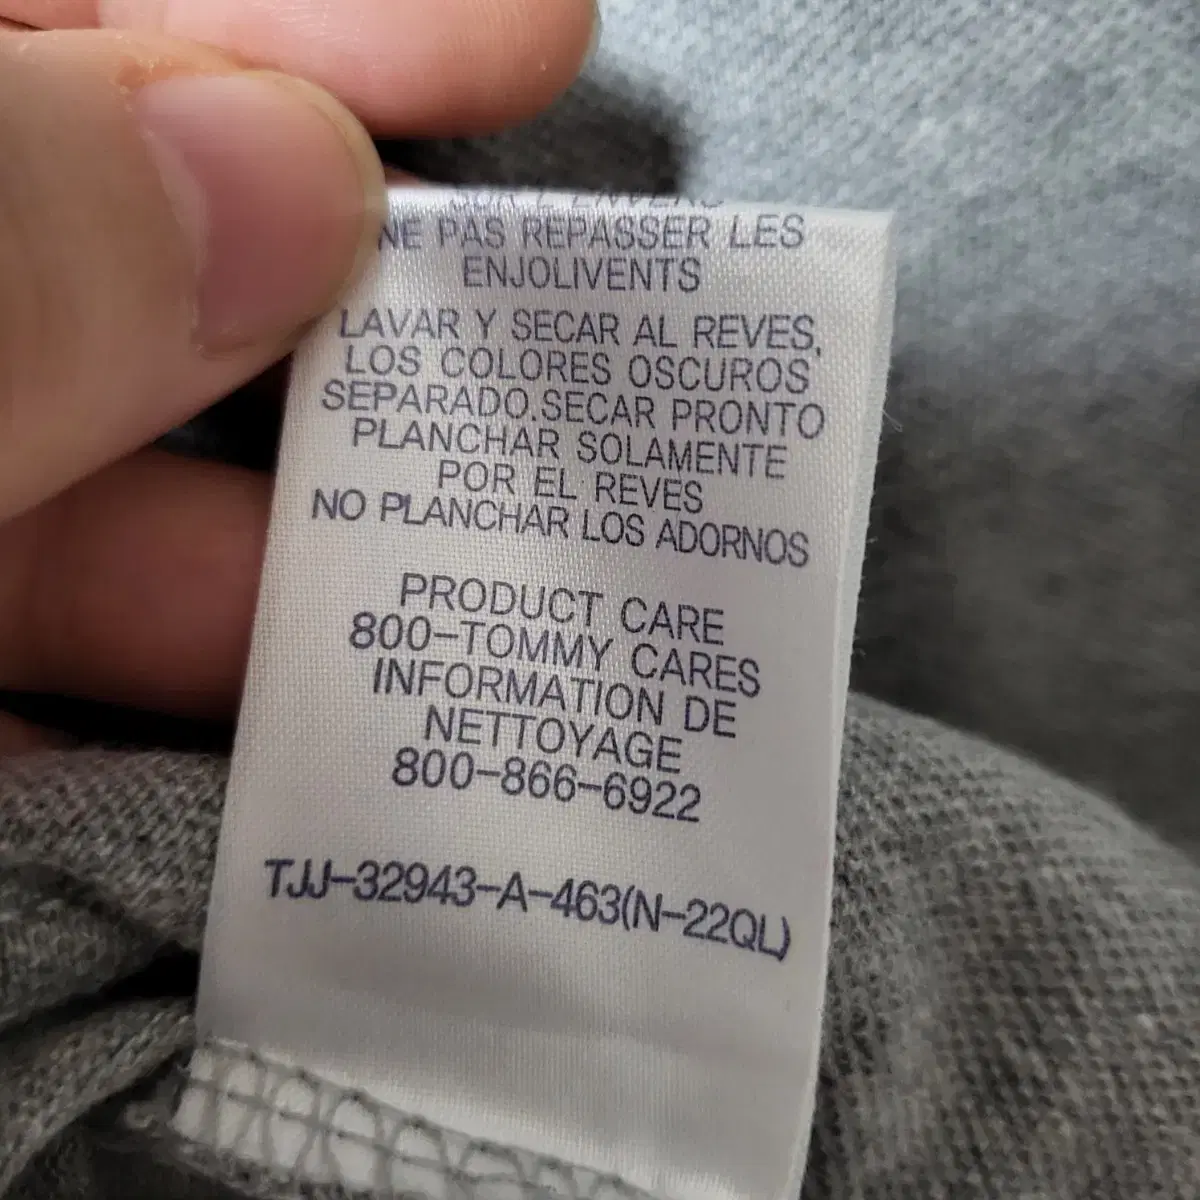 SUR L'ENVERS
NE PAS REPASSER LES
ENJOLIVENTS
LAVAR Y SECAR AL REVES,
LOS COLORES OSCUROS
SEPARADO.SECAR PRONTO
PLANCHAR SOLAMENTE
POR EL REVES
NO PLANCHAR LOS ADORNOS
PRODUCT CARE
800-TOMMY CARES
INFORMATION DE
NETTOYAGE
800-866-6922
TJJ-32943-A-463(N-22QL)